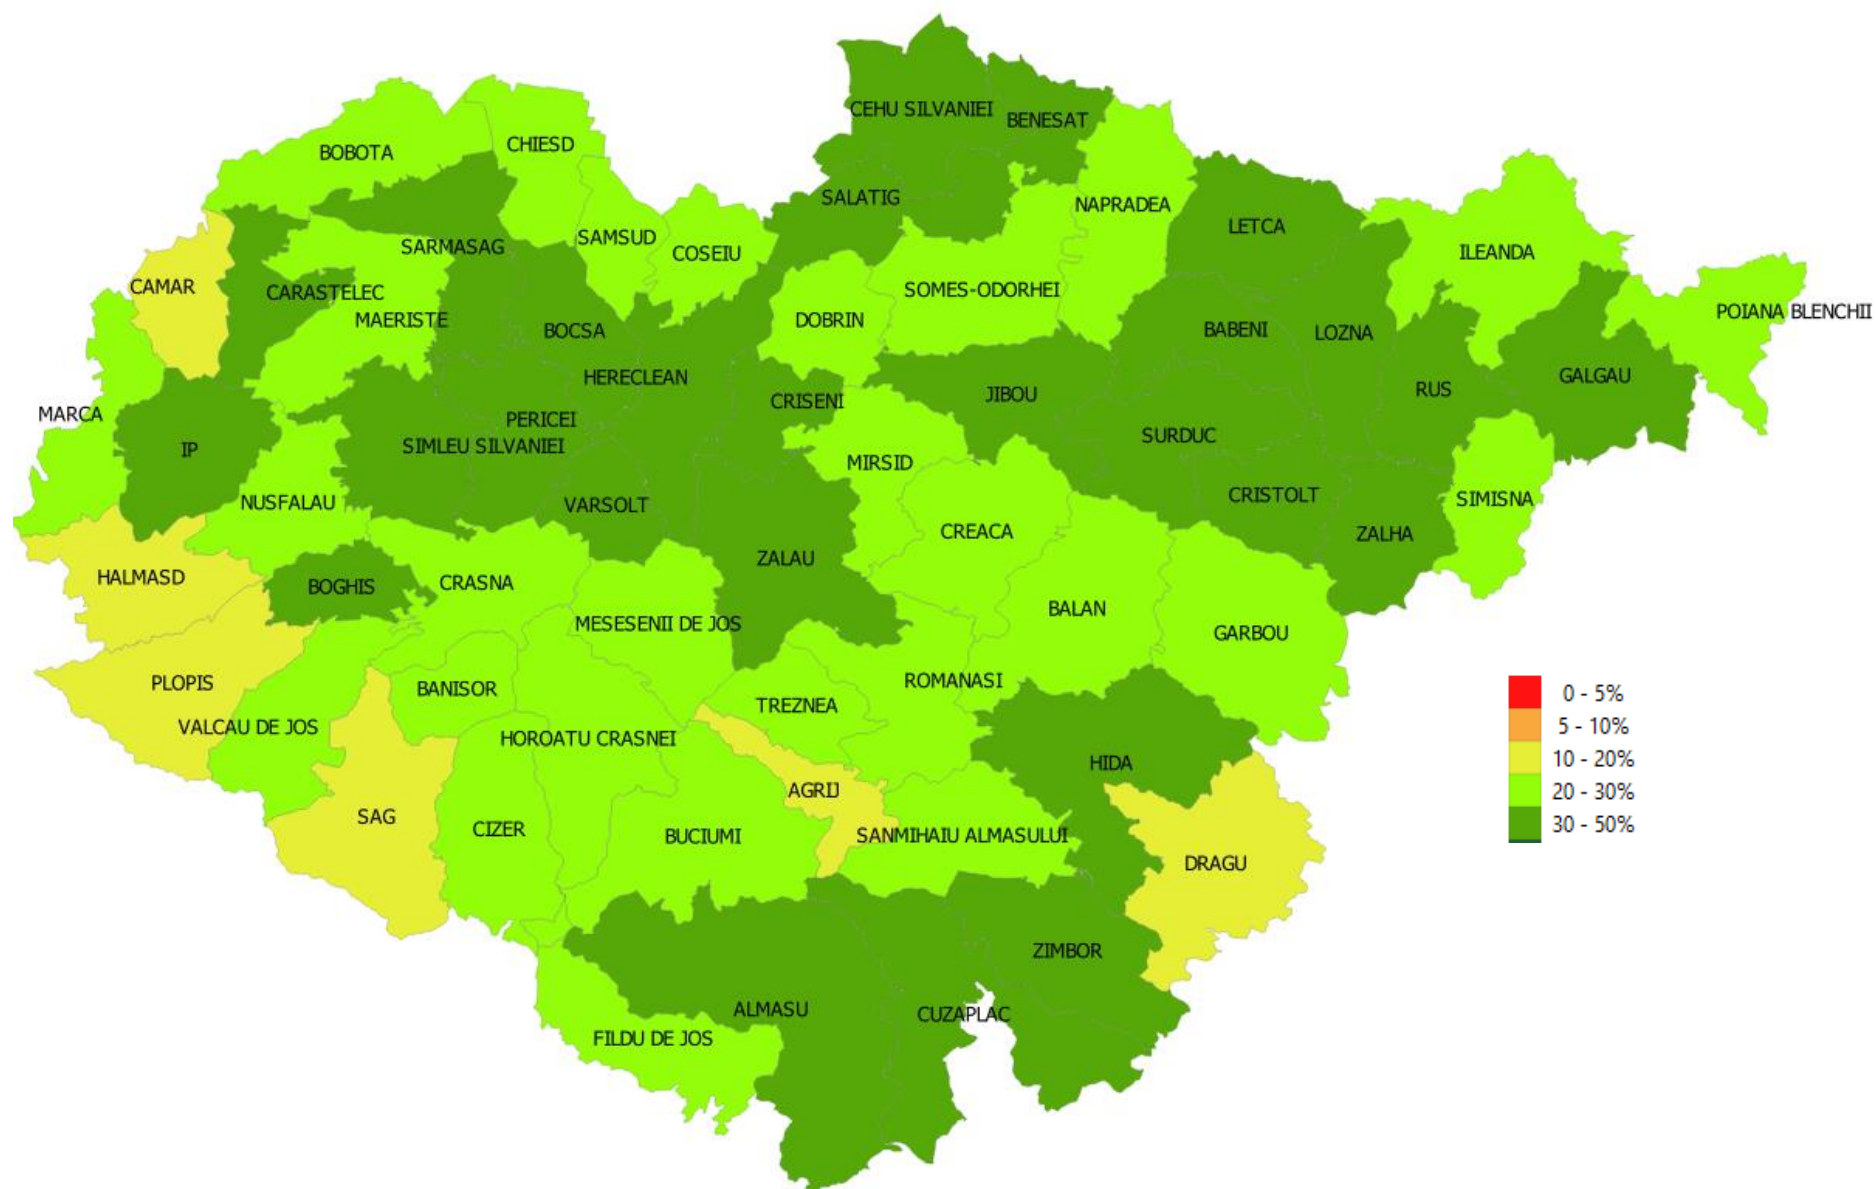 CEHU SILVANIEI
BENESAT
CHIESD
BOBOTA
SALATIG
NAPRADEA
LETCA
SAMSUD
SARMASAG
COSEIU
ILEANDA
CAMAR
CARASTELEC
SOMES-ODORHEI
POIANA BLENCHII
MAERISTE
DOBRIN
BOCSA
BABENI
LOZNA
HERECLEAN
GALGAU
RUS
JIBOU
CRISENI
MARCA
PERICEI
SURDUC
IP
SIMLEU SILVANIEI
MIRSID
CRISTOLT
SIMISNA
NUSFALAU
VARSOLT
CREACA
ZALHA
ZALAU
HALMASD
BOGHIS
CRASNA
BALAN
MESESENII DE JOS
GARBOU
PLOPIS
BANISOR
ROMANASI
TREZNEA
VALCAU DE JOS
HOROATU CRASNEI
HIDA
AGRIJ
SAG
CIZER
BUCIUMI
SANMIHAIU ALMASULUI
DRAGU
ZIMBOR
ALMASU
CUZAPLAC
FILDU DE JOS
0 - 5%
5 - 10%
10 - 20%
20 - 30%
30 - 50%